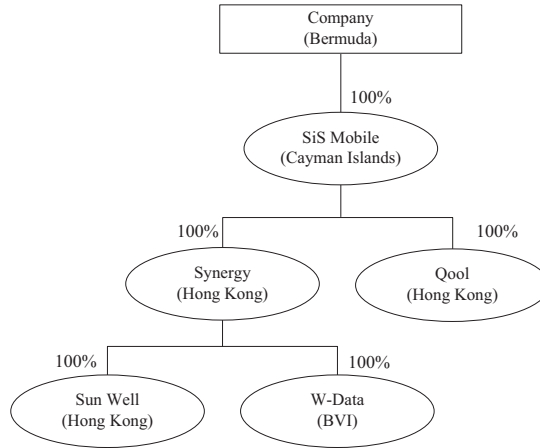 Company
(Bermuda)
100%
SiS Mobile
(Cayman Islands)
100%
100%
Synergy
(Hong Kong)
Qool
(Hong Kong)
100%
100%
Sun Well
(Hong Kong)
W-Data
(BVI)